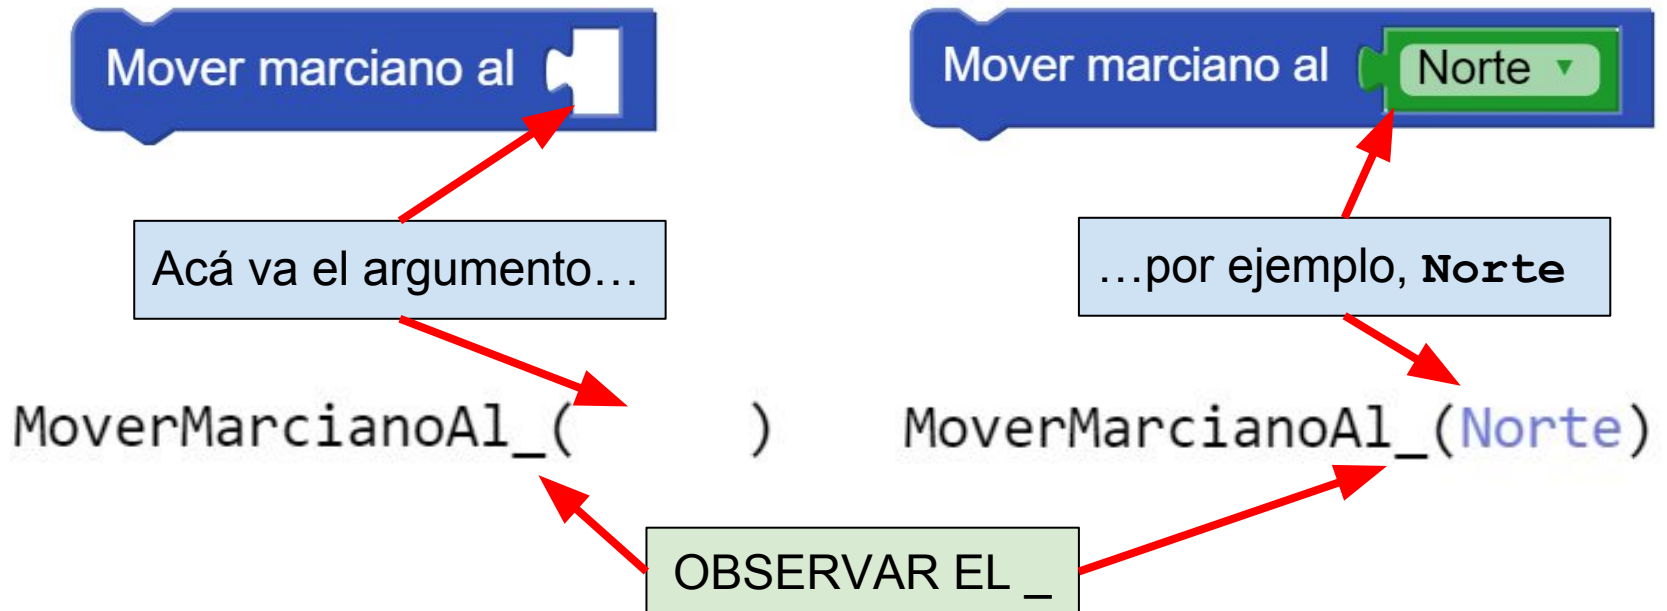 Mover marciano al
Mover marciano al Norte
Acá va el argumento…
…por ejemplo, Norte
MoverMarcianoAl_( )
MoverMarcianoAl_(Norte)
OBSERVAR EL _